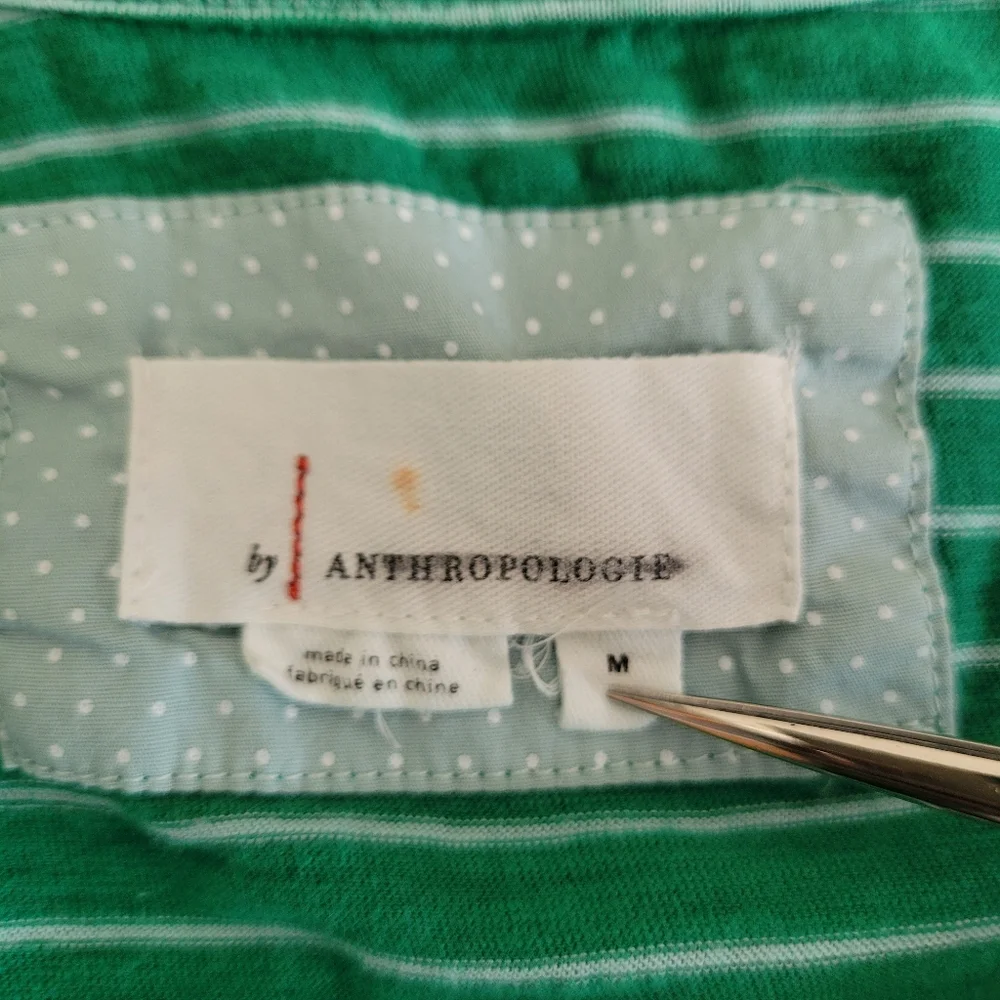 by ANTHROPOLOGIE
made in china
fabriqué en chine
M